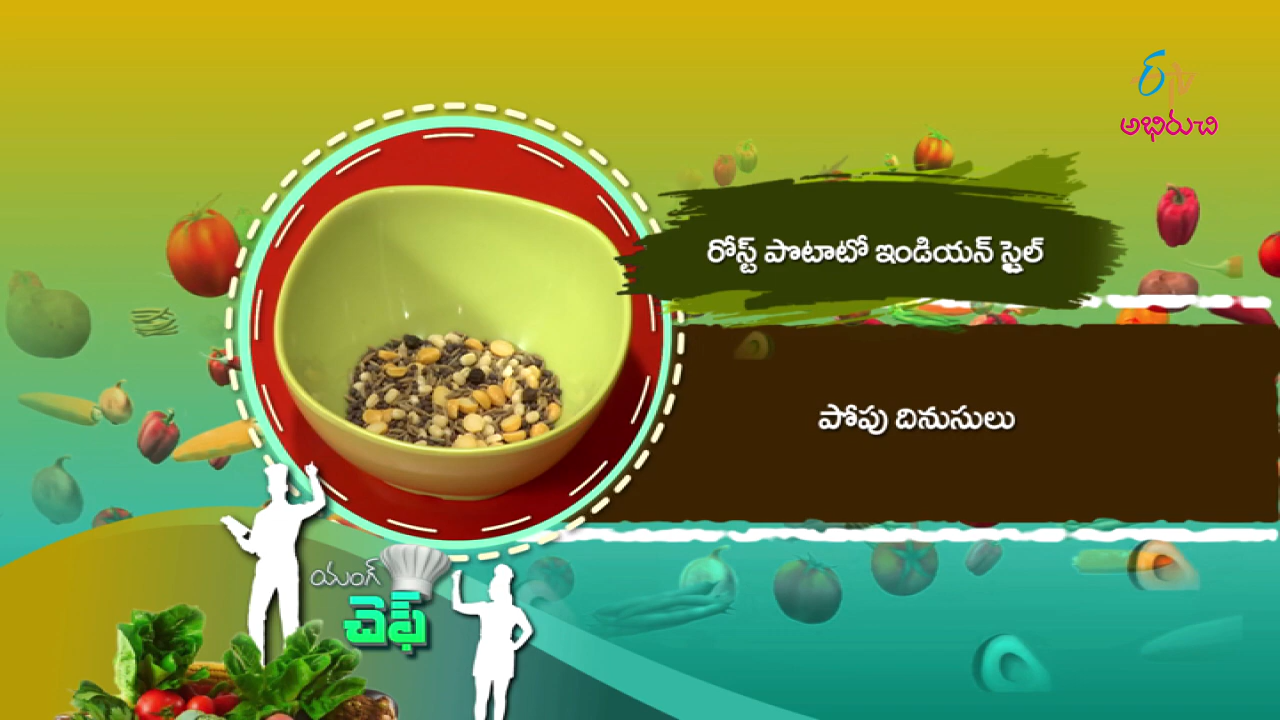 ETV
అభిరుచి
రోస్ట్ పొటాటో ఇండియన్ స్టైల్
పోపు దినుసులు
యంగ్
చెఫ్